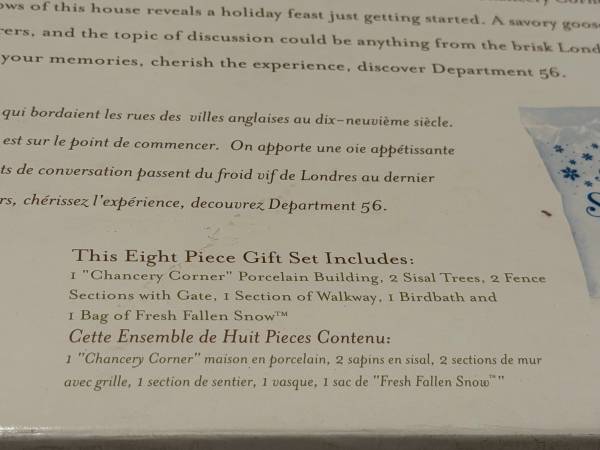 ows of this house reveals a holiday feast just getting started. A savory goos
ers, and the topic of discussion could be anything from the brisk Lond
your memories, cherish the experience, discover Department 56.
qui bordaient les rues des villes anglaises au dix-neuvième siècle.
est sur le point de commencer. On apporte une oie appétissante
ts de conversation passent du froid vif de Londres au dernier
rs, chérissez l'expérience, decouvrez Department 56.
This Eight Piece Gift Set Includes:
1 "Chancery Corner" Porcelain Building, 2 Sisal Trees, 2 Fence
Sections with Gate, 1 Section of Walkway, 1 Birdbath and
1 Bag of Fresh Fallen Snow™
Cette Ensemble de Huit Pieces Contenu:
1 "Chancery Corner" maison en porcelain, 2 sapins en sisal, 2 sections de mur
avec grille, 1 section de sentier, 1 vasque, 1 sac de "Fresh Fallen Snow™"